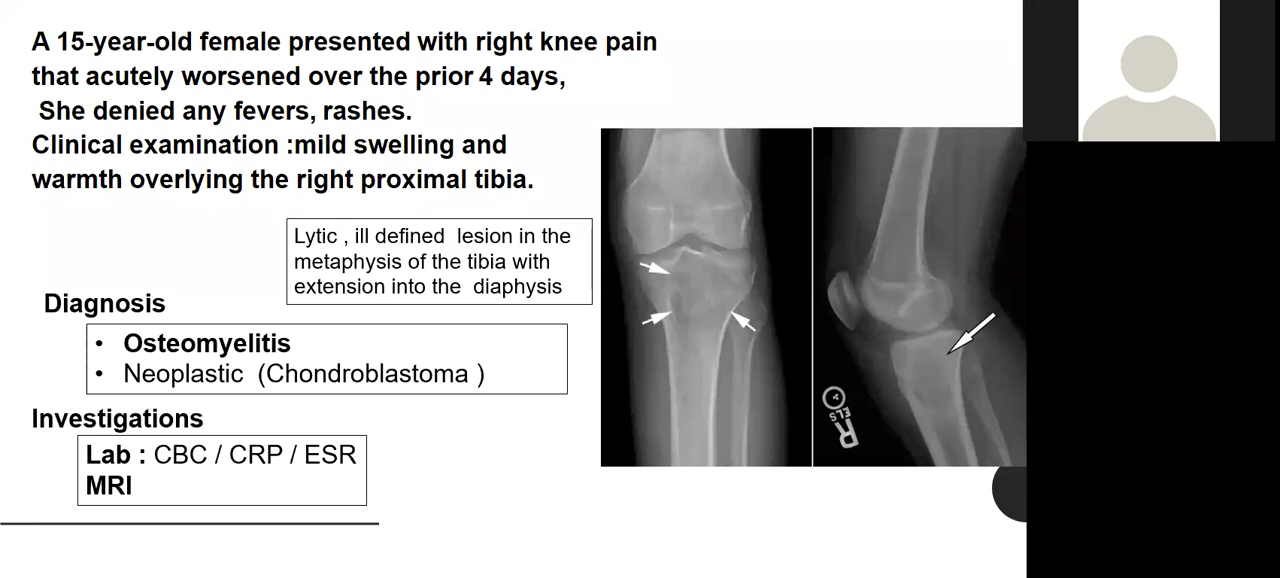 A 15-year-old female presented with right knee pain
that acutely worsened over the prior 4 days,
She denied any fevers, rashes.
Clinical examination :mild swelling and
warmth overlying the right proximal tibia.
Lytic , ill defined lesion in the
metaphysis of the tibia with
extension into the diaphysis
Diagnosis
• Osteomyelitis
• Neoplastic (Chondroblastoma )
Investigations
Lab : CBC / CRP / ESR
MRI
R